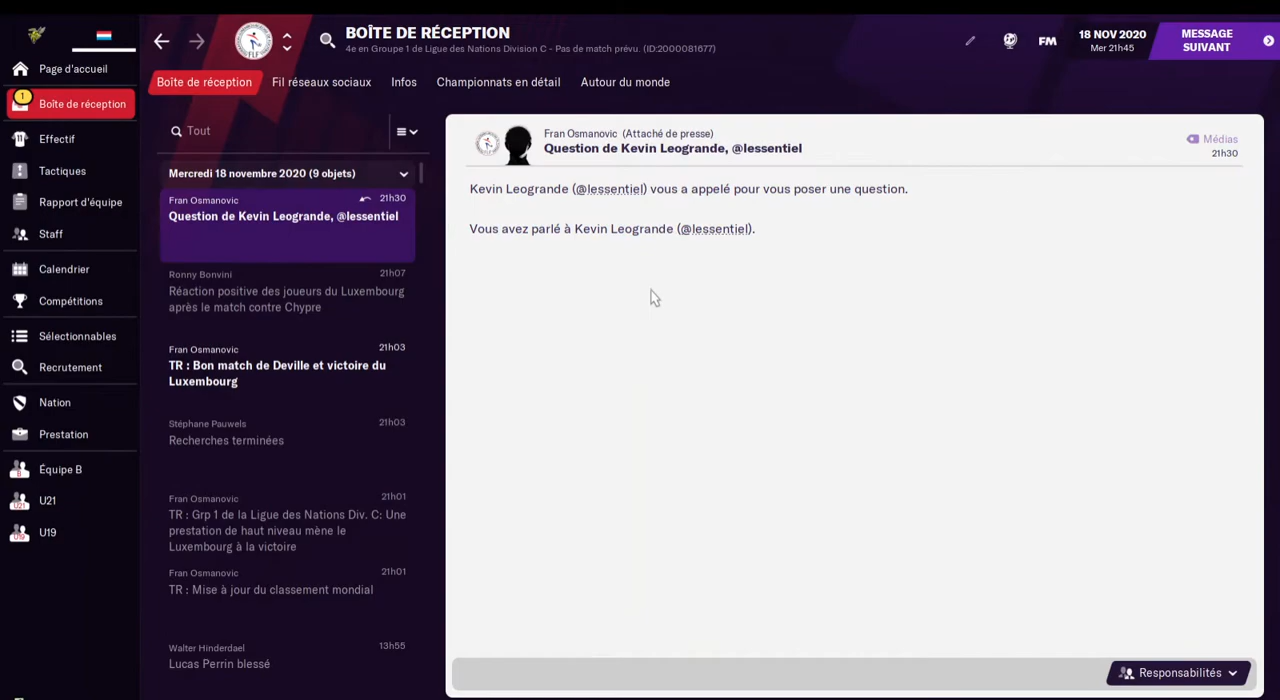 BOÎTE DE RÉCEPTION
4e en Groupe 1 de Ligue des Nations Division C - Pas de match prévu. (ID:2000081677)
FM
18 NOV 2020
Mer 21h45
MESSAGE
SUIVANT
Page d'accueil
1
Boîte de réception
Effectif
Tactiques
Rapport d'équipe
Staff
Calendrier
Compétitions
Sélectionnables
Recrutement
Nation
Prestation
Équipe B
U21
U19
Boîte de réception
Fil réseaux sociaux
Infos
Championnats en détail
Autour du monde
Tout
Mercredi 18 novembre 2020 (9 objets)
Fran Osmanovic 21h30
Question de Kevin Leogrande, @lessentiel
Ronny Bonvini 21h07
Réaction positive des joueurs du Luxembourg
après le match contre Chypre
Fran Osmanovic 21h03
TR : Bon match de Deville et victoire du
Luxembourg
Stéphane Pauwels 21h03
Recherches terminées
Fran Osmanovic 21h01
TR : Grp 1 de la Ligue des Nations Div. C: Une
prestation de haut niveau mène le
Luxembourg à la victoire
Fran Osmanovic 21h01
TR : Mise à jour du classement mondial
Walter Hinderdael 13h55
Lucas Perrin blessé
Fran Osmanovic (Attaché de presse)
Question de Kevin Leogrande, @lessentiel
Médias
21h30
Kevin Leogrande (@lessentiel) vous a appelé pour vous poser une question.
Vous avez parlé à Kevin Leogrande (@lessentiel).
Responsabilités